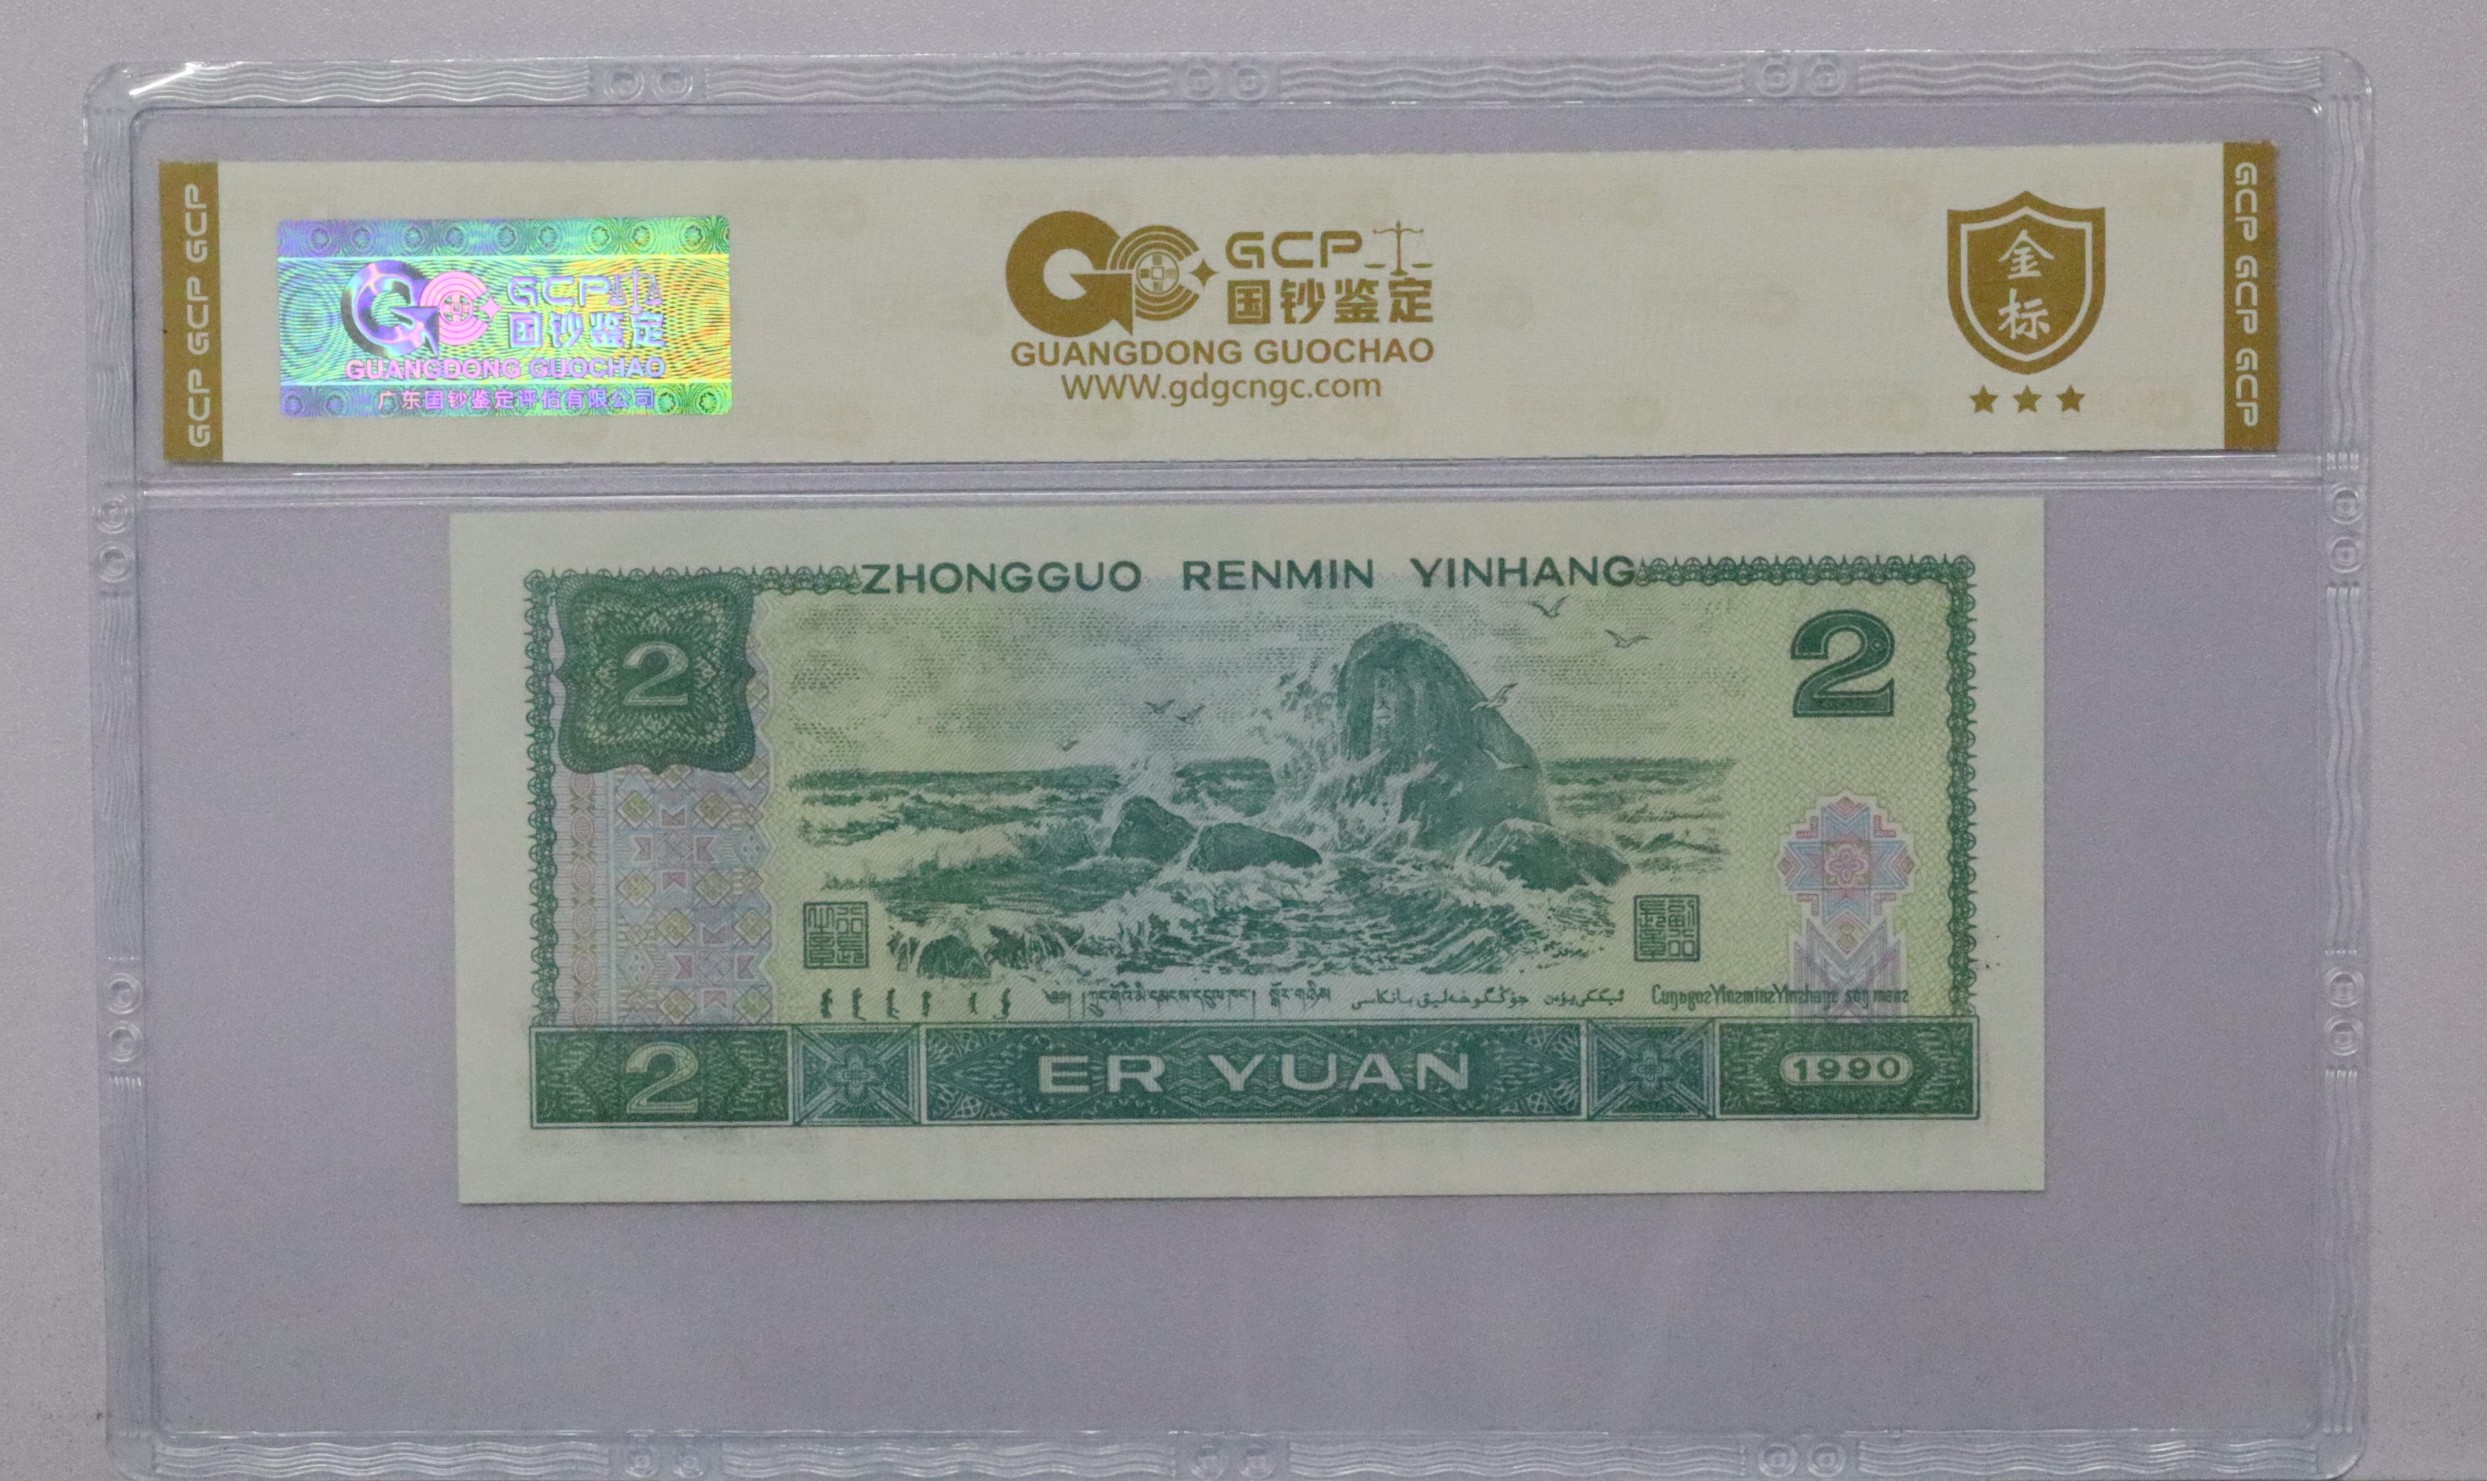 GCP GCP GCP
GCP
国钞鉴定
GUANGDONG GUOCHAO
广东国钞鉴定评估有限公司
GCP
国钞鉴定
GUANGDONG GUOCHAO
WWW.gdgcngc.com
金
标
GCP GCP GCP
ZHONGGUO RENMIN YINHANG
2
2
2
ER YUAN
1990